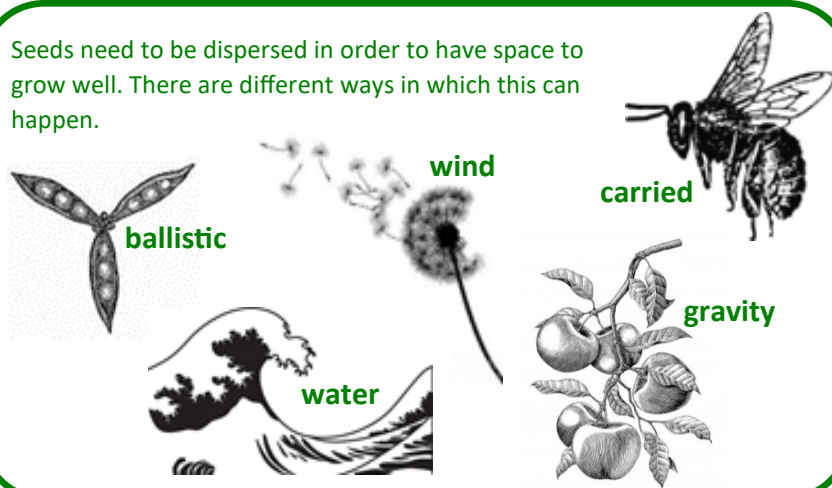 Seeds need to be dispersed in order to have space to
grow well. There are different ways in which this can
happen.
wind
carried
ballistic
gravity
water